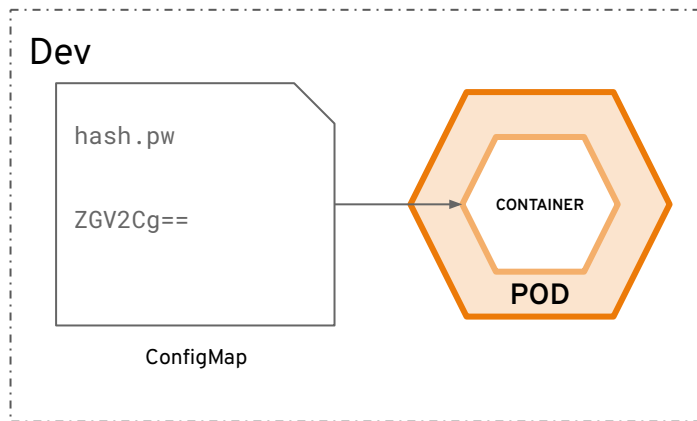 Dev
hash.pw
ZGV2Cg==
ConfigMap
CONTAINER
POD